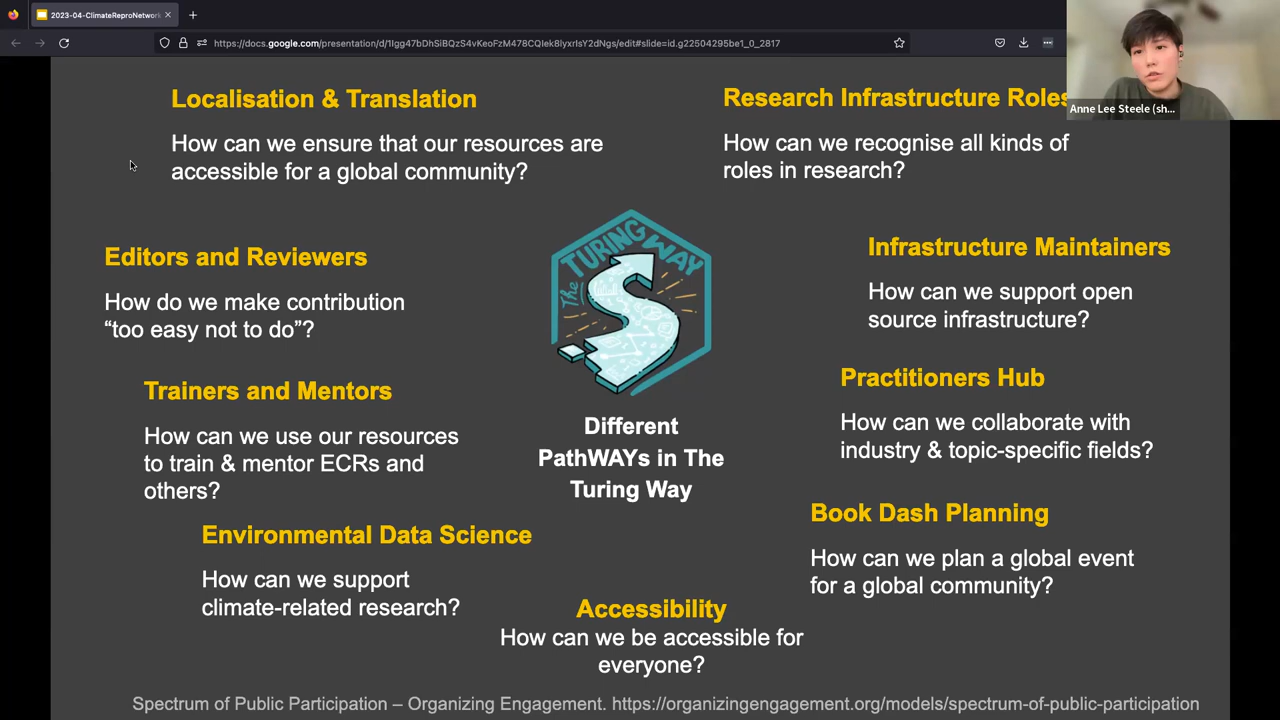 2023-04-ClimateReproNetwork
https://docs.google.com/presentation/d/1Igg47bDhSiBQzS4vKeoFzM478CQIek8IyxrIsY2dNgs/edit#slide=id.g22504295be1_0_2817
Anne Lee Steele (sh...
Localisation & Translation
How can we ensure that our resources are
accessible for a global community?
Research Infrastructure Roles
How can we recognise all kinds of
roles in research?
Editors and Reviewers
How do we make contribution
“too easy not to do”?
The TURING WAY
Infrastructure Maintainers
How can we support open
source infrastructure?
Trainers and Mentors
How can we use our resources
to train & mentor ECRs and
others?
Different
PathWAYs in The
Turing Way
Practitioners Hub
How can we collaborate with
industry & topic-specific fields?
Environmental Data Science
How can we support
climate-related research?
Book Dash Planning
How can we plan a global event
for a global community?
Accessibility
How can we be accessible for
everyone?
Spectrum of Public Participation – Organizing Engagement. https://organizingengagement.org/models/spectrum-of-public-participation